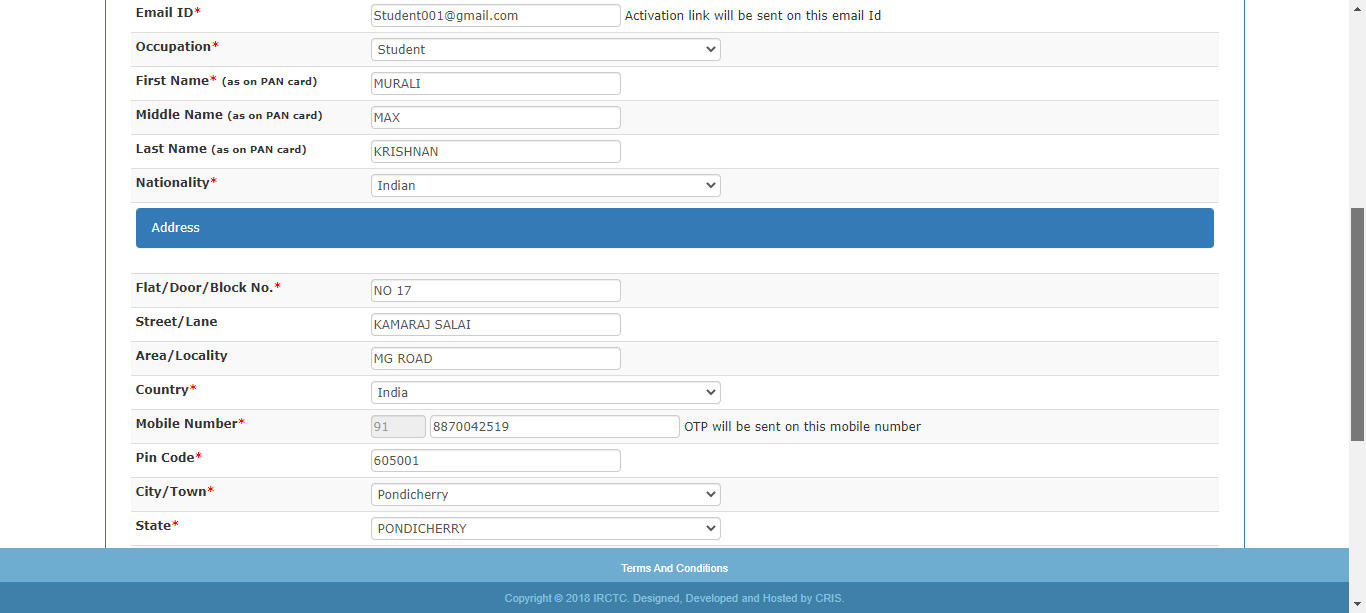 Email ID* Student001@gmail.com Activation link will be sent on this email Id
Occupation* Student
First Name* (as on PAN card) MURALI
Middle Name (as on PAN card) MAX
Last Name (as on PAN card) KRISHNAN
Nationality* Indian
Address
Flat/Door/Block No.* NO 17
Street/Lane KAMARAJ SALAI
Area/Locality MG ROAD
Country* India
Mobile Number* 91 8870042519 OTP will be sent on this mobile number
Pin Code* 605001
City/Town* Pondicherry
State* PONDICHERRY
Terms And Conditions
Copyright © 2018 IRCTC. Designed, Developed and Hosted by CRIS.